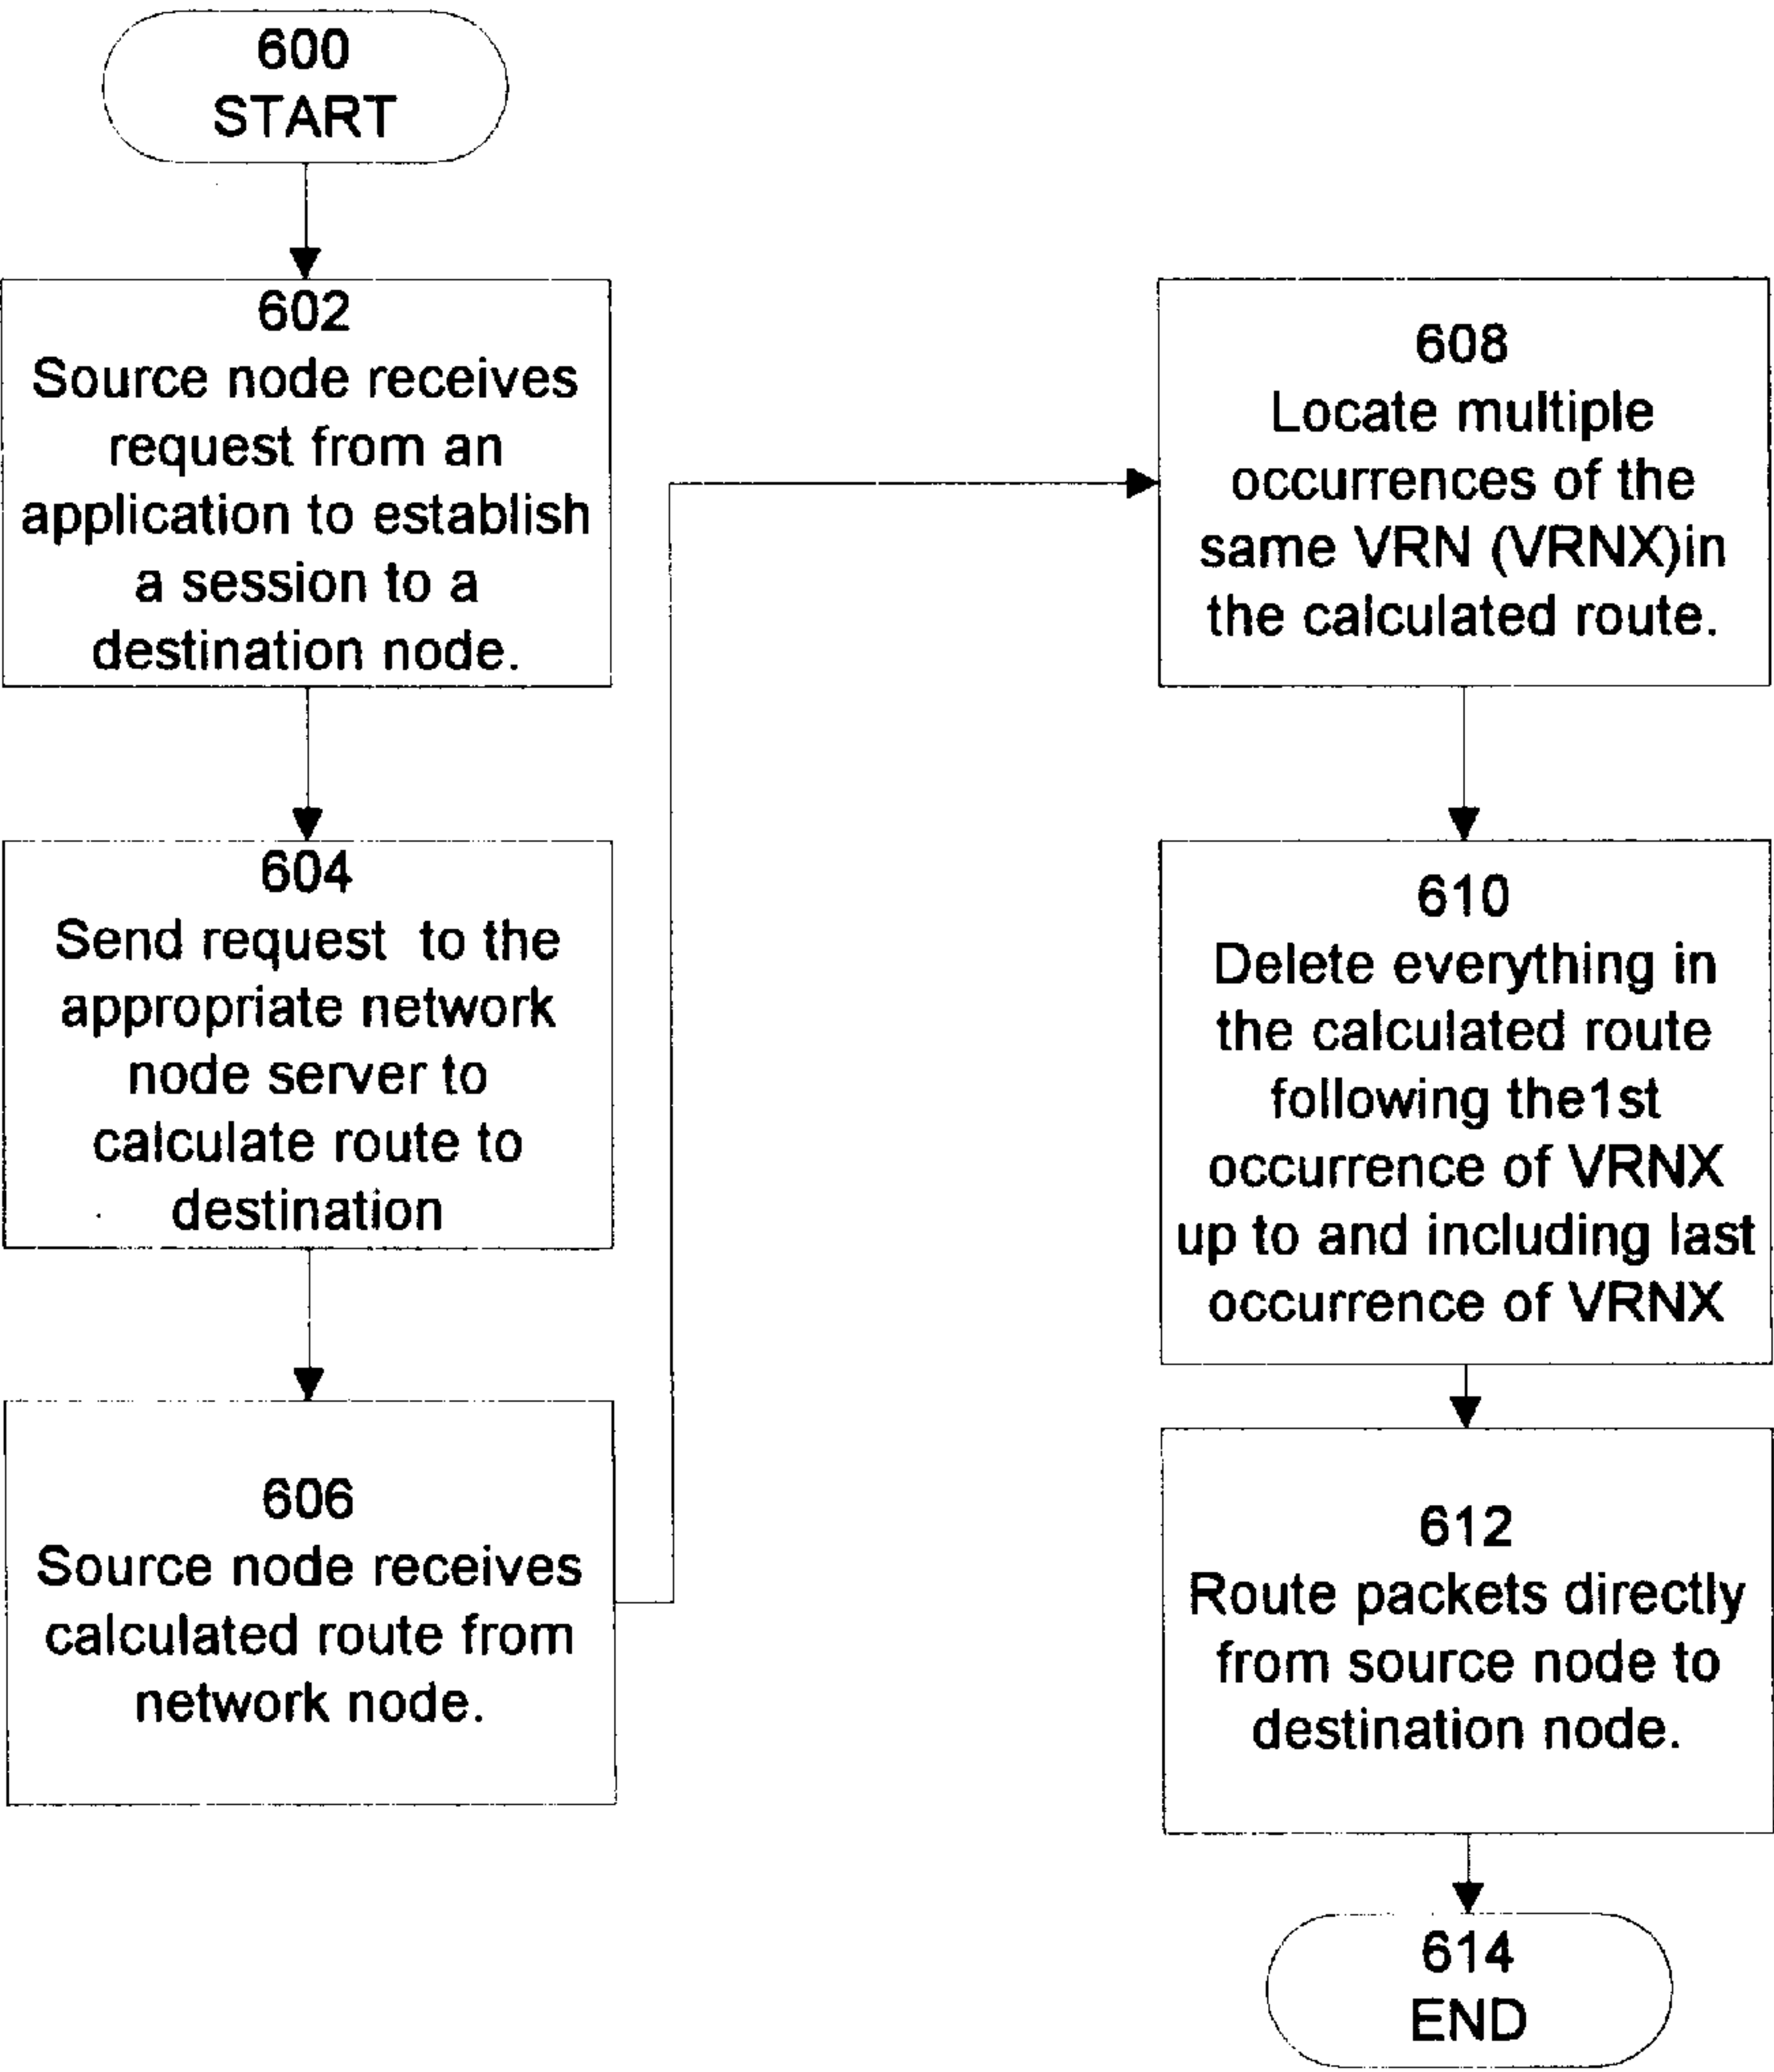 600
START
602
Source node receives
request from an
application to establish
a session to a
destination node.
604
Send request to the
appropriate network
node server to
calculate route to
destination
606
Source node receives
calculated route from
network node.
608
Locate multiple
occurrences of the
same VRN (VRNX)in
the calculated route.
610
Delete everything in
the calculated route
following the1st
occurrence of VRNX
up to and including last
occurrence of VRNX
612
Route packets directly
from source node to
destination node.
614
END